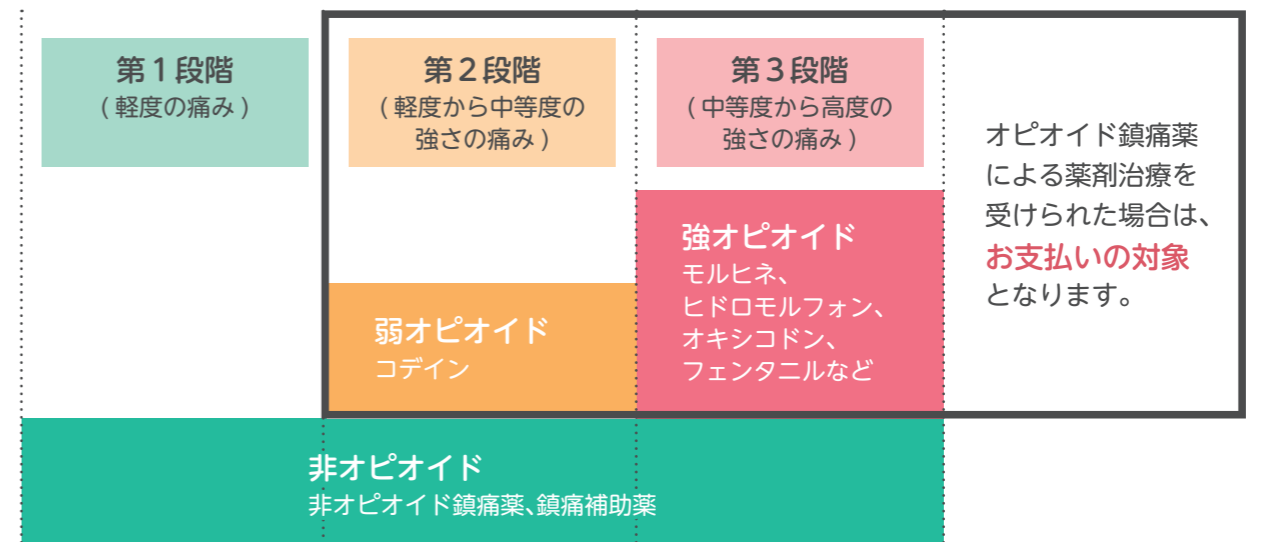 第1段階
(軽度の痛み)
第2段階
(軽度から中等度の
強さの痛み)
第3段階
(中等度から高度の
強さの痛み)
オピオイド鎮痛薬
による薬剤治療を
受けられた場合は、
お支払いの対象
となります。
強オピオイド
モルヒネ、
ヒドロモルフォン、
オキシコドン、
フェンタニルなど
弱オピオイド
コデイン
非オピオイド
非オピオイド鎮痛薬、鎮痛補助薬